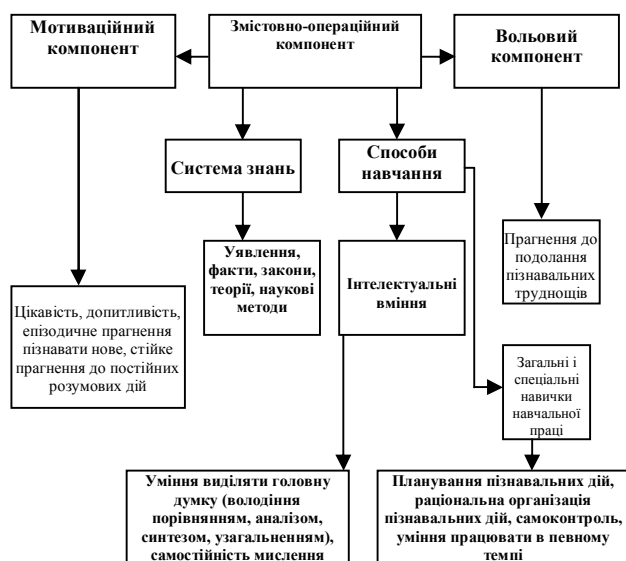 Мотиваційний
компонент
Змістовно-операційний
компонент
Вольовий
компонент
Система знань
Способи
навчання
Уявлення,
факти, закони,
теорії, наукові
методи
Інтелектуальні
вміння
Прагнення до
подолання
пізнавальних
труднощів
Цікавість, допитливість,
епізодичне прагнення
пізнавати нове, стійке
прагнення до постійних
розумових дій
Загальні і
спеціальні
навички
навчальної
праці
Уміння виділяти головну
думку (володіння
порівнянням, аналізом,
синтезом, узагальненням),
самостійність мислення
Планування пізнавальних дій,
раціональна організація
пізнавальних дій, самоконтроль,
уміння працювати в певному
темпі